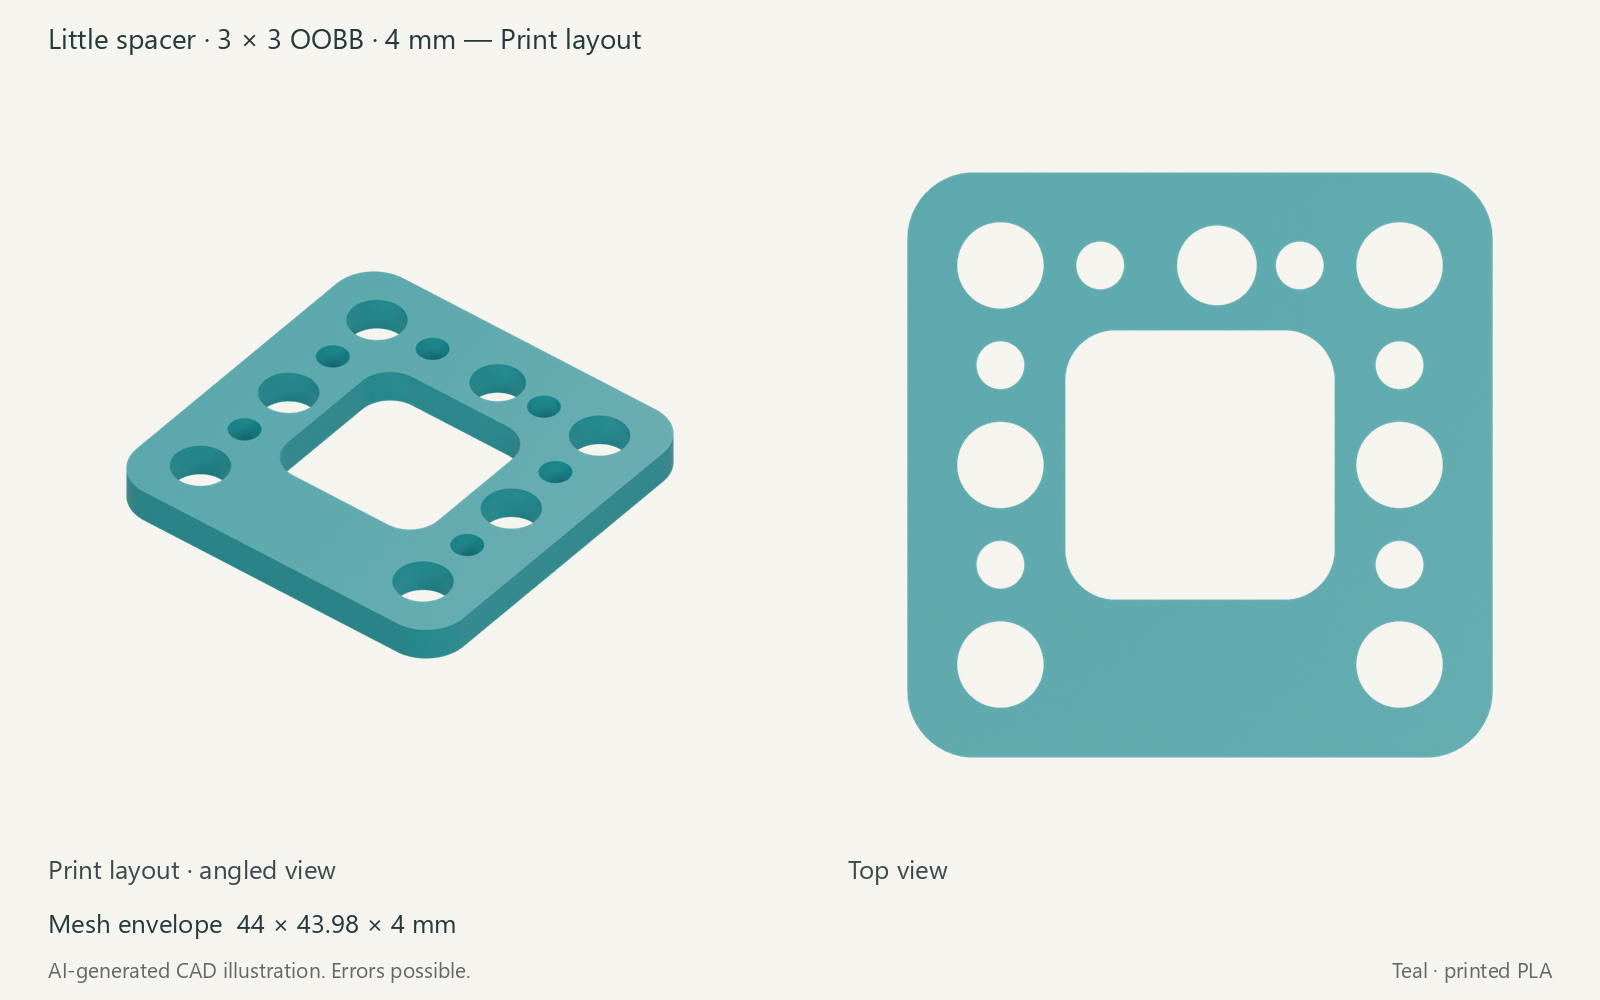 Little spacer · 3 × 3 OOBB · 4 mm — Print layout
Print layout · angled view
Top view
Mesh envelope  44 × 43.98 × 4 mm
AI-generated CAD illustration. Errors possible.
Teal · printed PLA